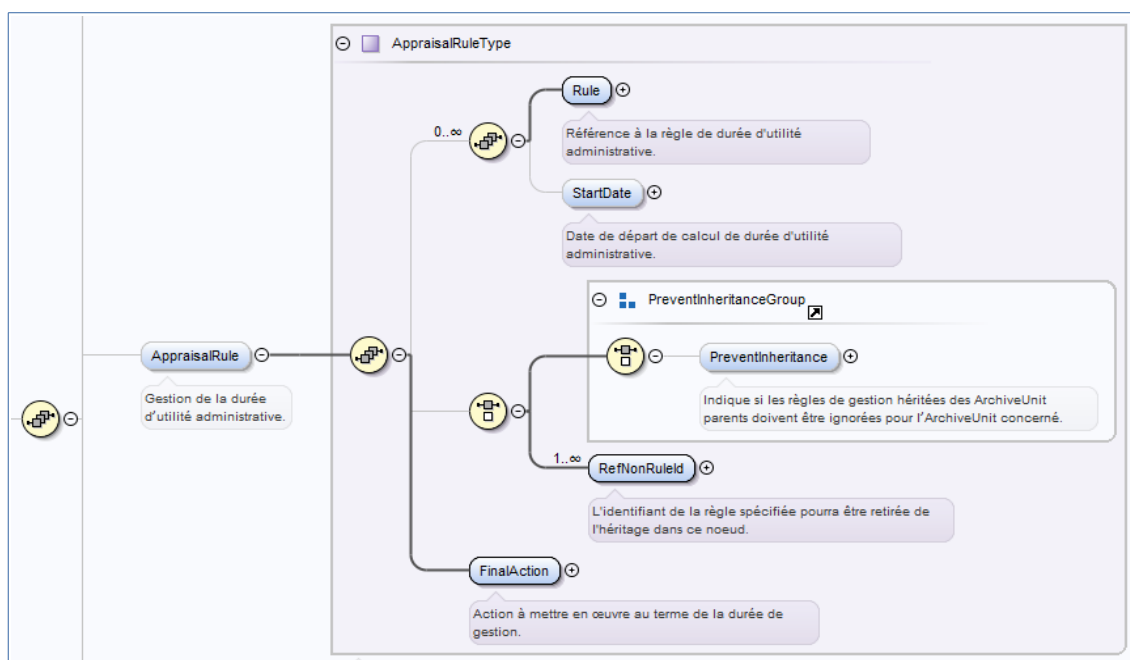 AppraisalRuleType
Rule
0..∞
Référence à la règle de durée d'utilité
administrative.
StartDate
Date de départ de calcul de durée d'utilité
administrative.
PreventInheritanceGroup
AppraisalRule
PreventInheritance
Gestion de la durée
d'utilité administrative.
Indique si les règles de gestion héritées des ArchiveUnit
parents doivent être ignorées pour l'ArchiveUnit concerné.
1..∞
RefNonRuleId
L'identifiant de la règle spécifiée pourra être retirée de
l'héritage dans ce noeud.
FinalAction
Action à mettre en œuvre au terme de la durée de
gestion.